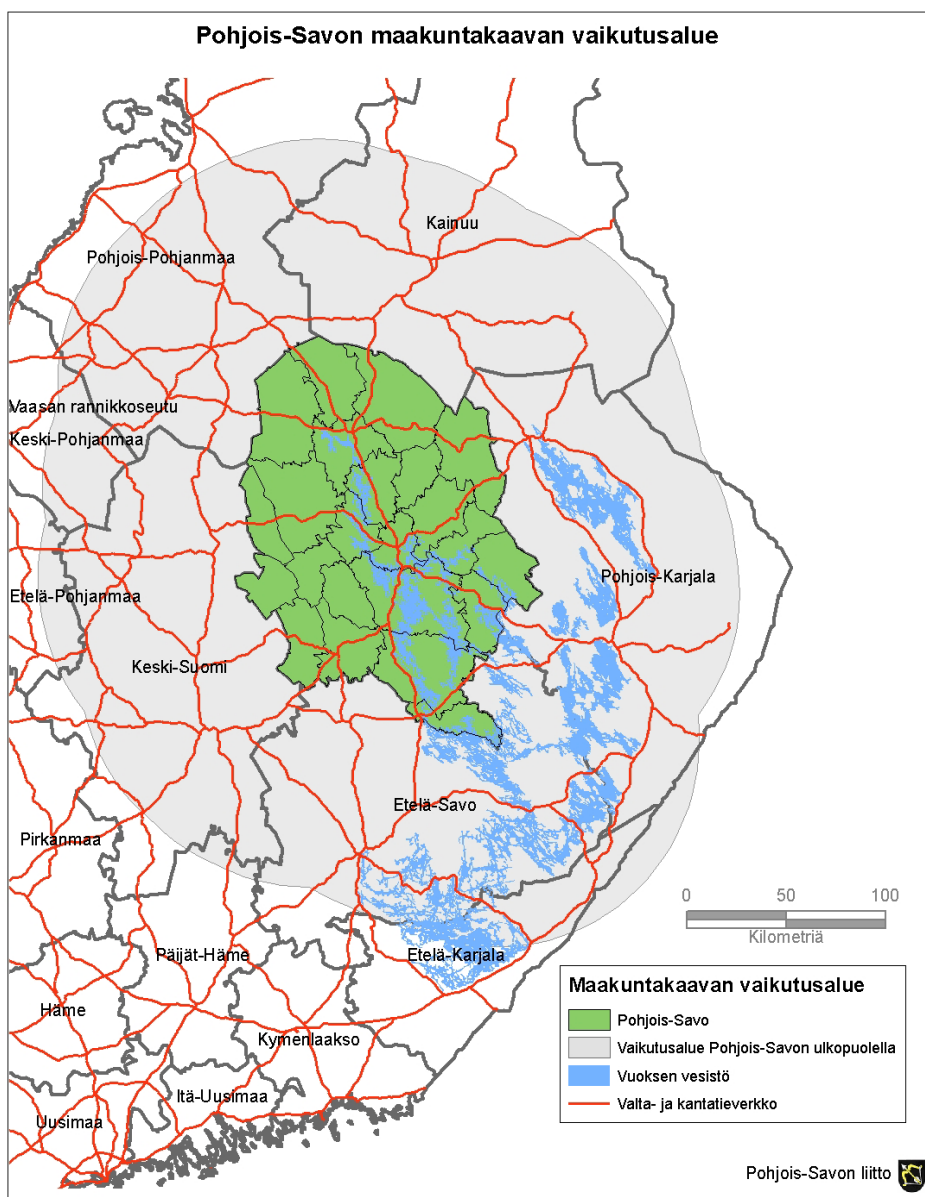 Pohjois-Savon maakuntakaavan vaikutusalue
Kainuu
Pohjois-Pohjanmaa
Vaasan rannikkoseutu
Keski-Pohjanmaa
Pohjois-Karjala
Etelä-Pohjanmaa
Keski-Suomi
Etelä-Savo
Pirkanmaa
0 50 100
Kilometriä
Päijät-Häme
Etelä-Karjala
Häme
Kymenlaakso
Itä-Uusimaa
Uusimaa
Maakuntakaavan vaikutusalue
Pohjois-Savo
Vaikutusalue Pohjois-Savon ulkopuolella
Vuoksen vesistö
Valta- ja kantatieverkko
Pohjois-Savon liitto